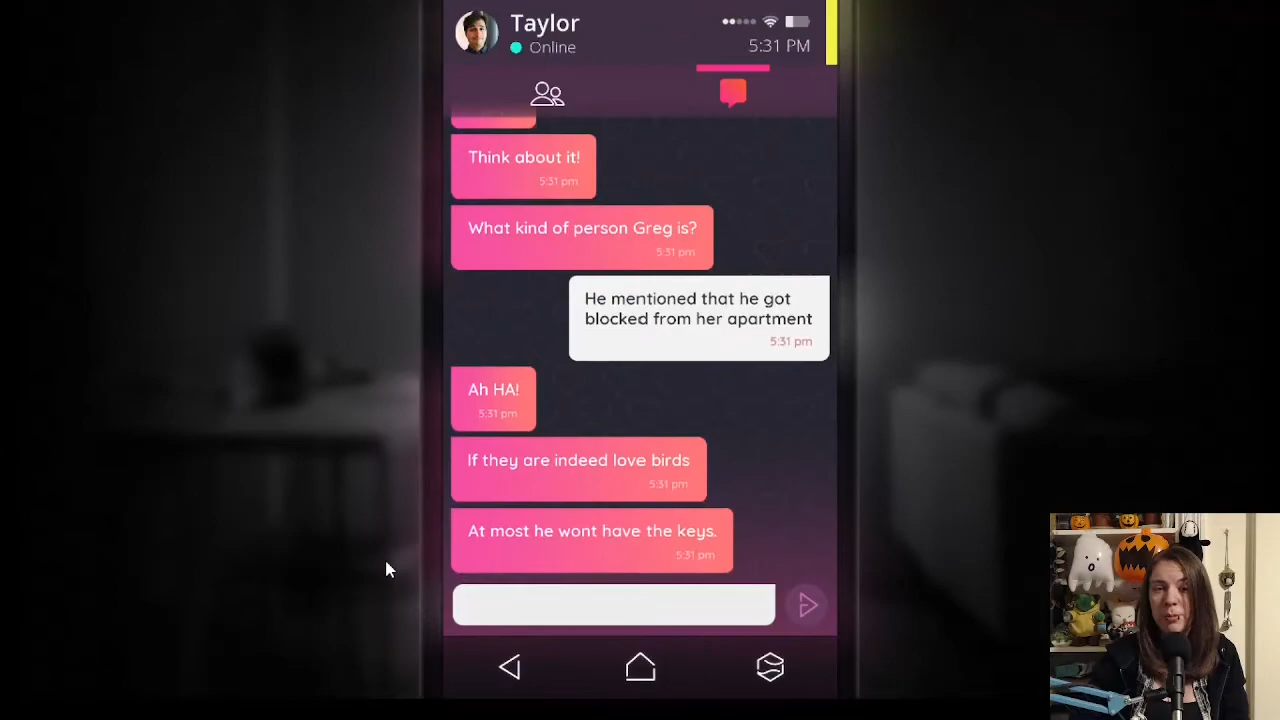 Taylor
Online
5:31 PM
Think about it!
5:31 pm
What kind of person Greg is?
5:31 pm
He mentioned that he got
blocked from her apartment
5:31 pm
Ah HA!
5:31 pm
If they are indeed love birds
5:31 pm
At most he wont have the keys.
5:31 pm